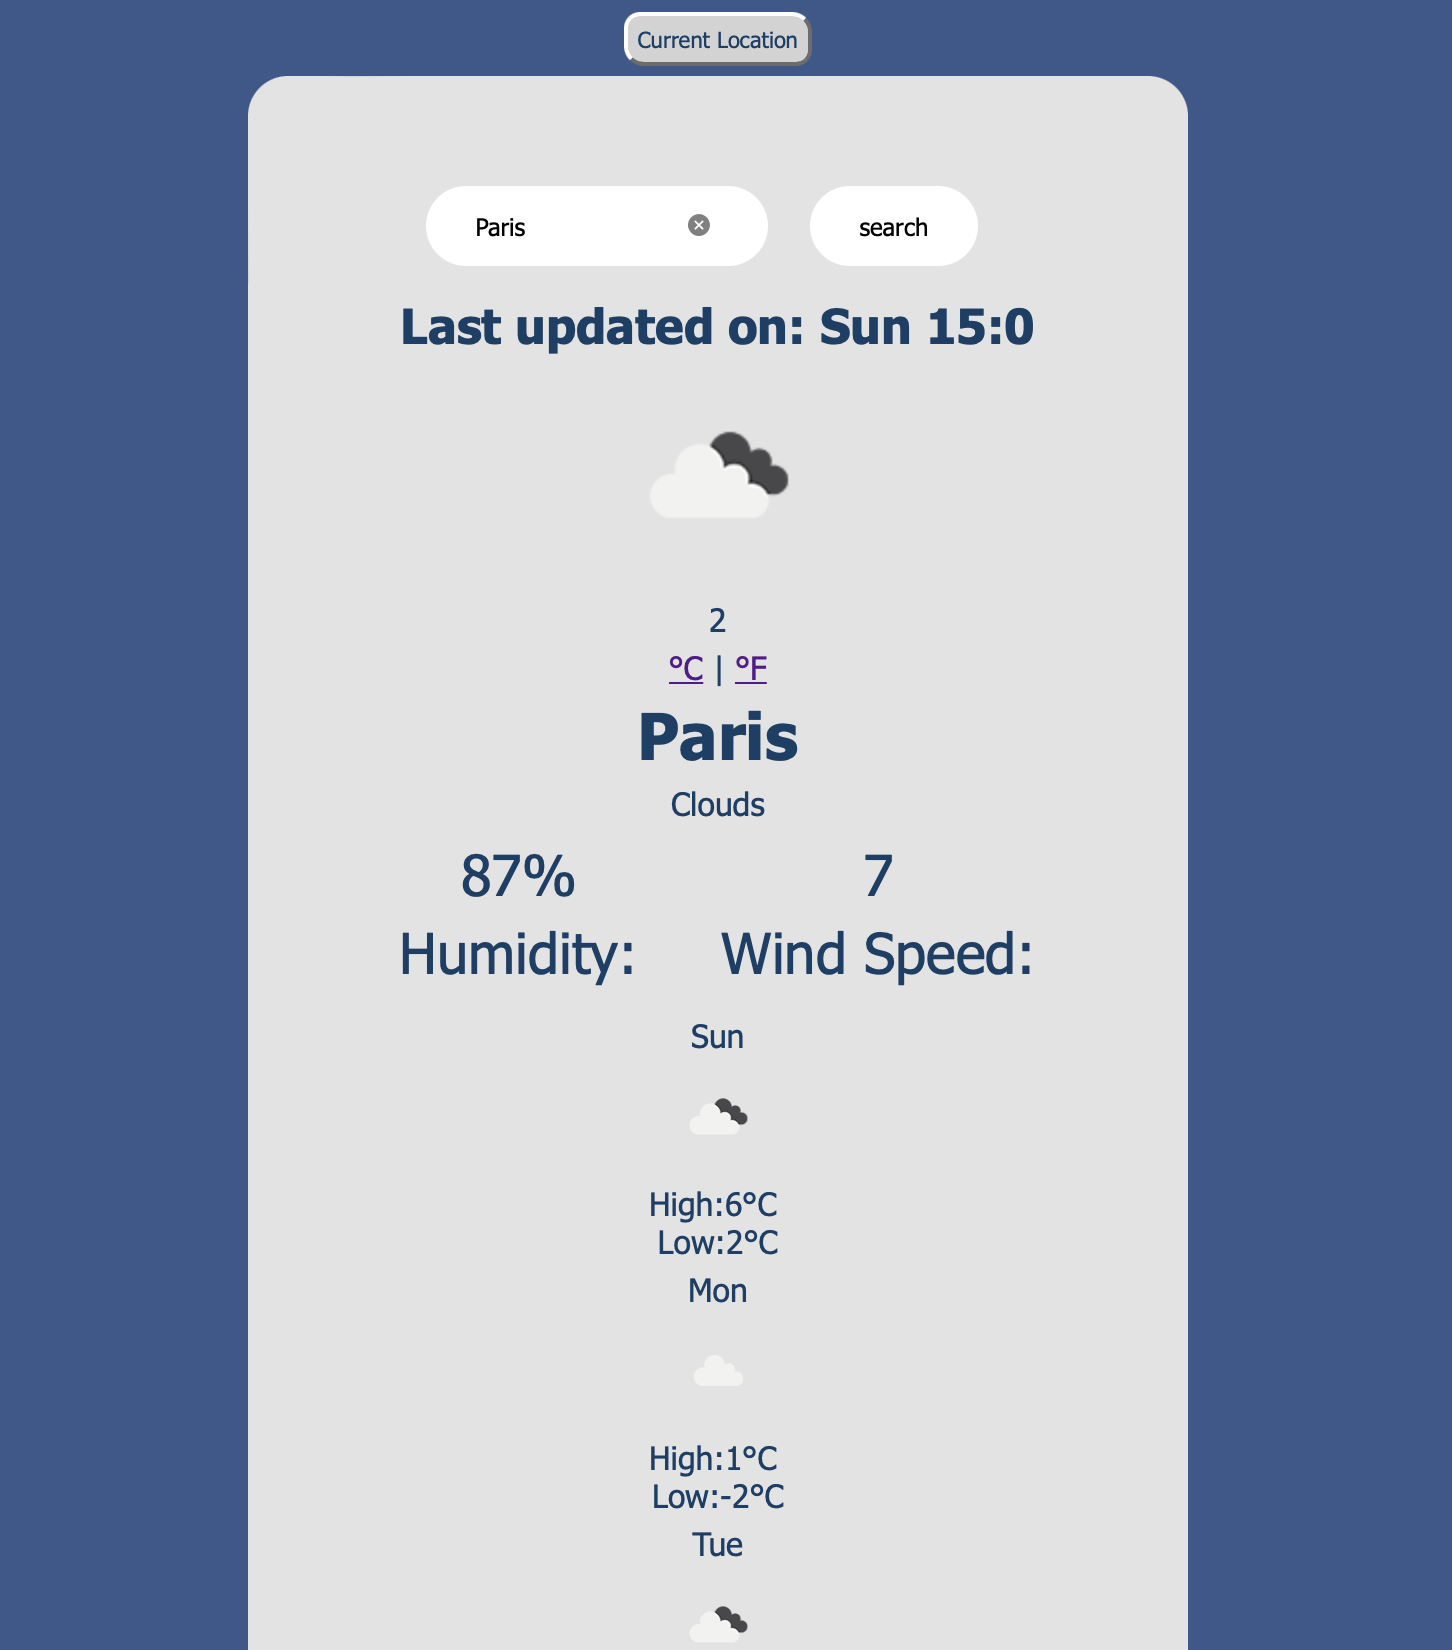 Current Location
Paris
search
Last updated on: Sun 15:0
2
°C | °F
Paris
Clouds
87% 7
Humidity: Wind Speed:
Sun
High:6°C
Low:2°C
Mon
High:1°C
Low:-2°C
Tue